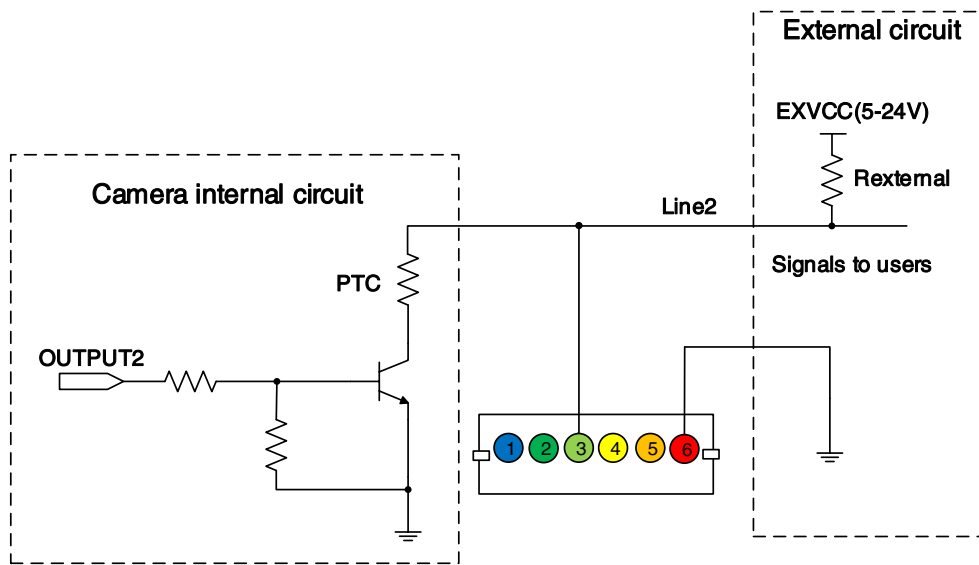 External circuit
EXVCC(5-24V)
Camera internal circuit
Rexternal
Line2
Signals to users
PTC
OUTPUT2
1 2 3 4 5 6